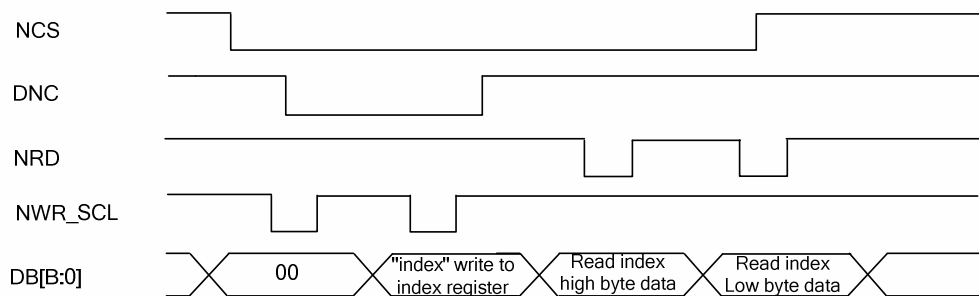 NCS
DNC
NRD
NWR_SCL
DB[B:0]
00
"index" write to
index register
Read index
high byte data
Read index
Low byte data